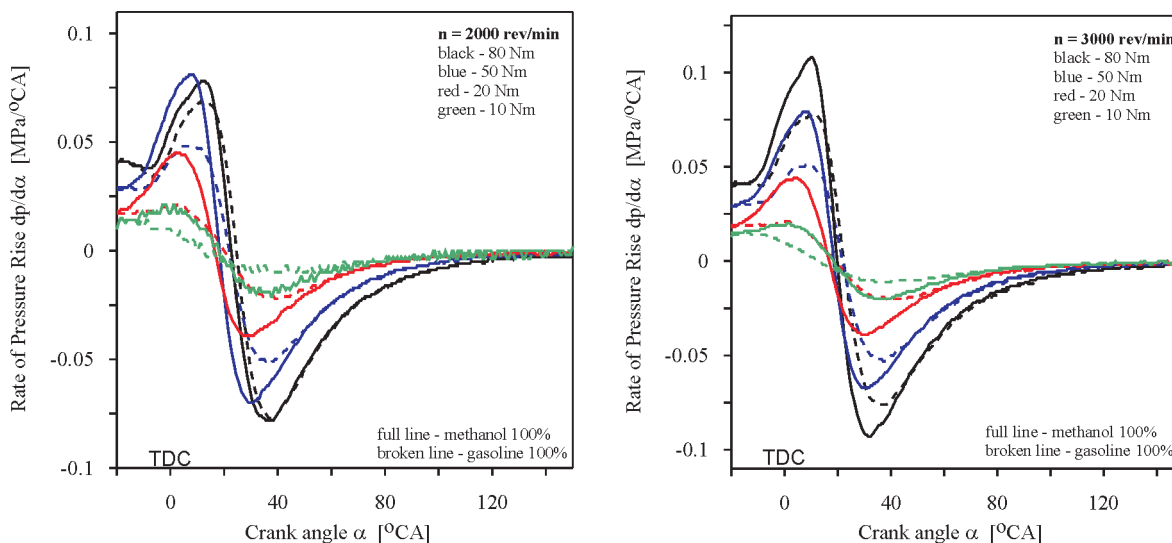 0.1
0.05
0
-0.05
-0.1
Rate of Pressure Rise dp/dα [MPa/°CA]
n = 2000 rev/min
black - 80 Nm
blue - 50 Nm
red - 20 Nm
green - 10 Nm
full line - methanol 100%
broken line - gasoline 100%
TDC
0 40 80 120
Crank angle α [°CA]
0.1
0.05
0
-0.05
-0.1
Rate of Pressure Rise dp/dα [MPa/°CA]
n = 3000 rev/min
black - 80 Nm
blue - 50 Nm
red - 20 Nm
green - 10 Nm
full line - methanol 100%
broken line - gasoline 100%
TDC
0 40 80 120
Crank angle α [°CA]